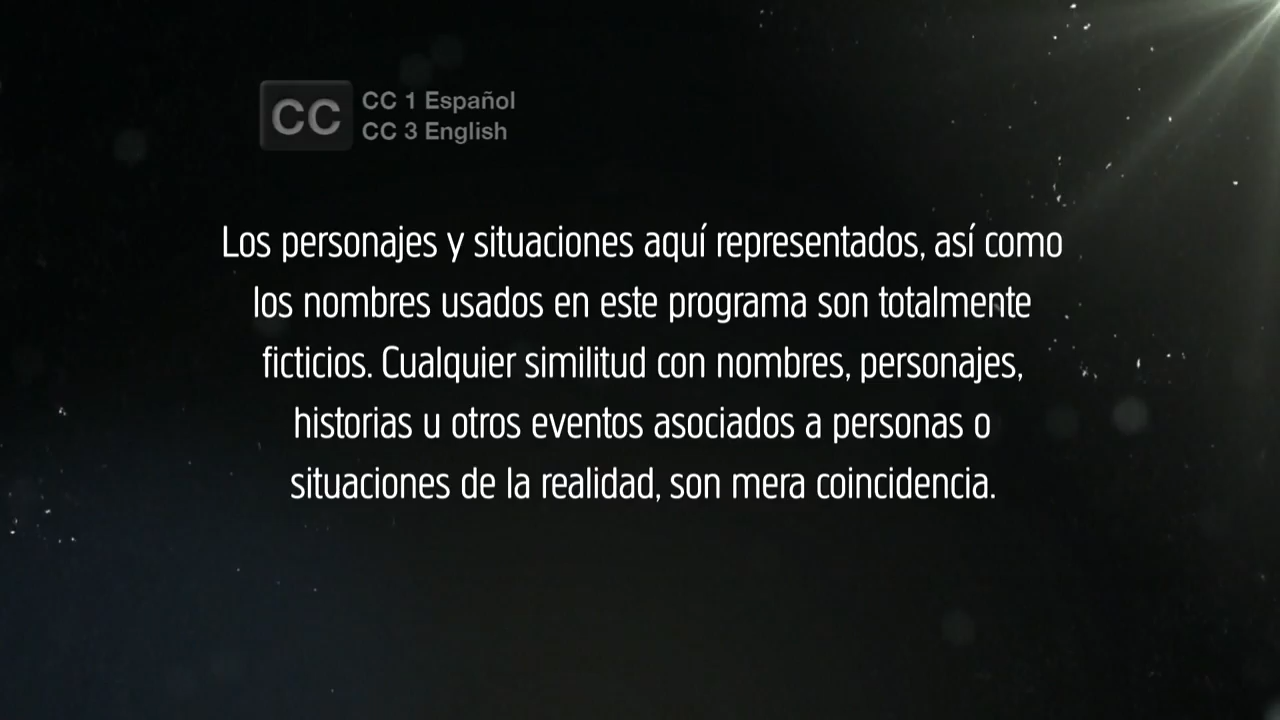 CC
CC 1 Español
CC 3 English
Los personajes y situaciones aquí representados, así como
los nombres usados en este programa son totalmente
ficticios. Cualquier similitud con nombres, personajes,
historias u otros eventos asociados a personas o
situaciones de la realidad, son mera coincidencia.